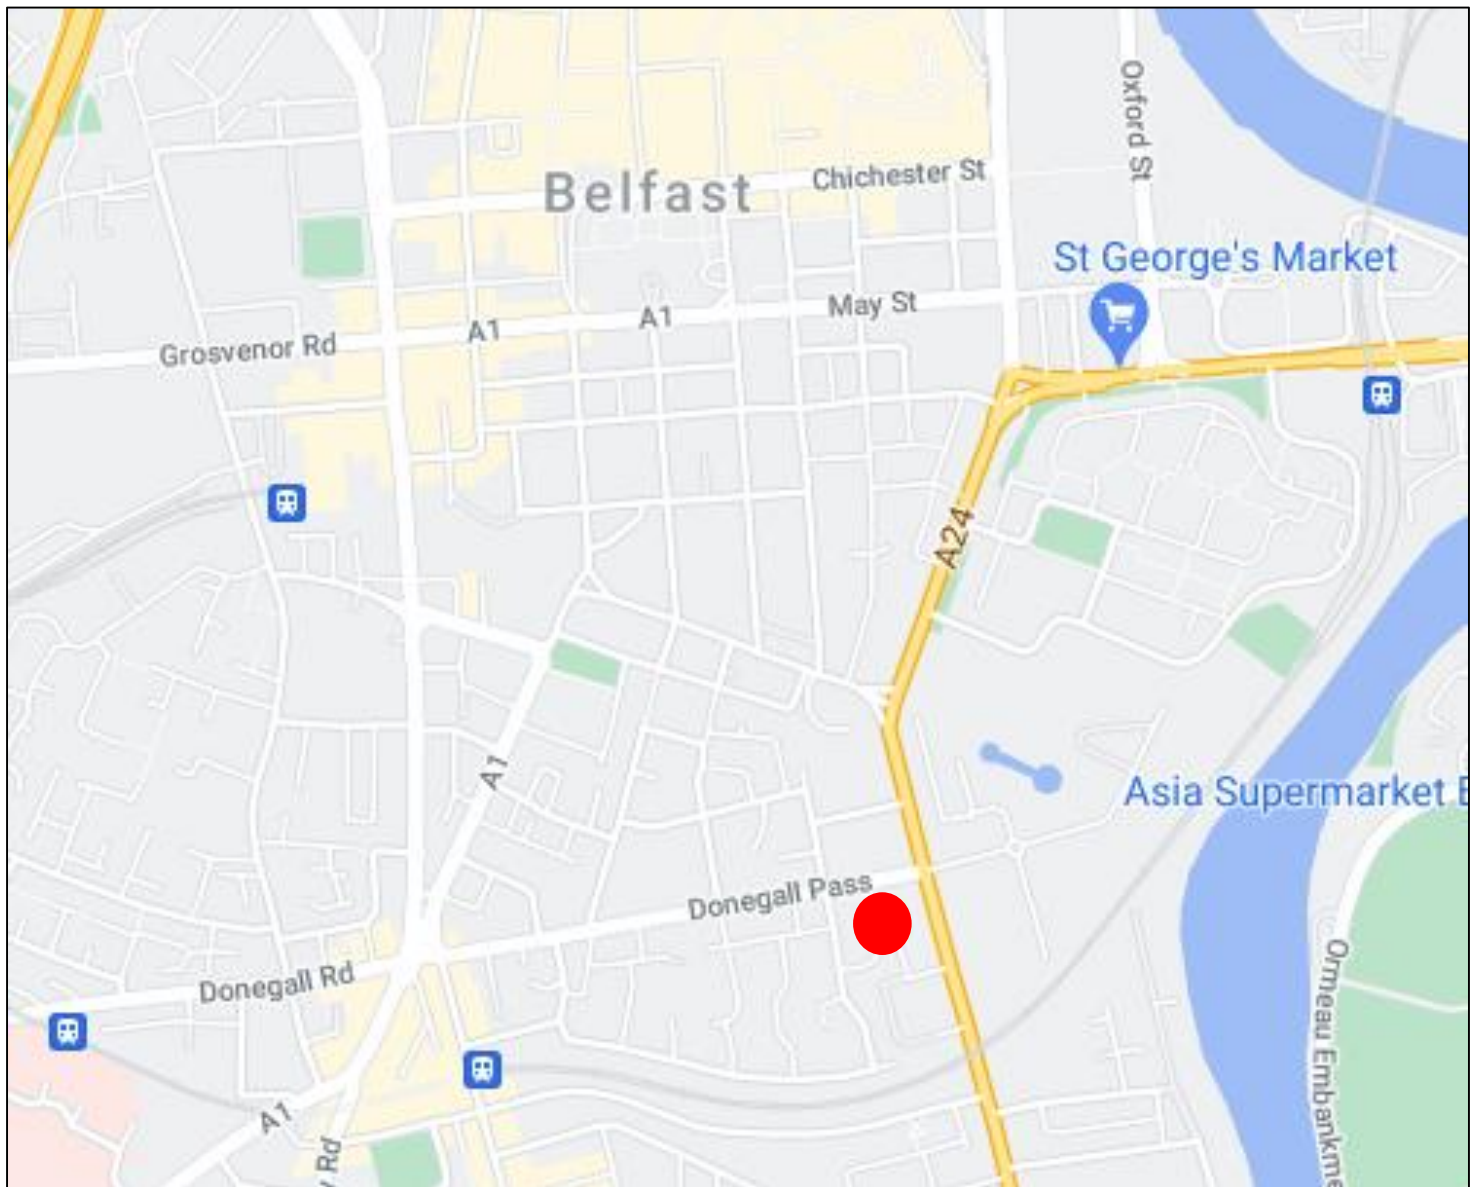 Oxford St
Chichester St
Belfast
St George's Market
May St
A1
A1
Grosvenor Rd
A24
A1
Asia Supermarket
Donegall Pass
Donegall Rd
Ormeau Embankme
A1
Rd